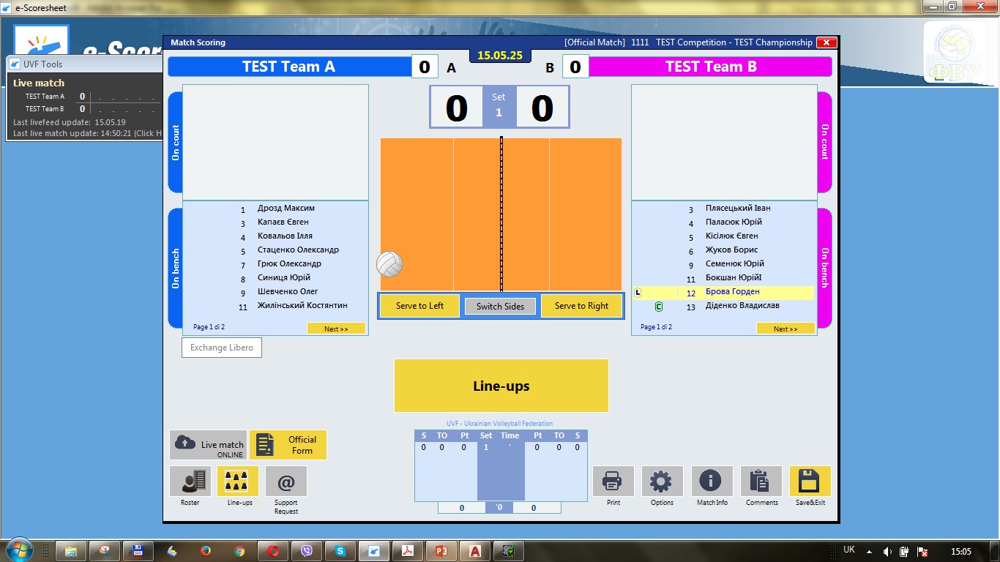 e-Scoresheet
e-Scor
ФВУ
UVF Tools
Live match
TEST Team A 0 . . . . .
TEST Team B 0 . . . . .
Last livefeed update: 15.05.19
Last live match update: 14:50:21 (Click H
Match Scoring
[Official Match] 1111 TEST Competition - TEST Championship
15.05.25
TEST Team A 0 A
B 0 TEST Team B
0 Set 1 0
On court
On court
On bench
1 Дрозд Максим
3 Капаєв Євген
4 Ковальов Ілля
5 Стаценко Олександр
7 Грюк Олександр
8 Синиця Юрій
9 Шевченко Олег
11 Жилінський Костянтин
Page 1 di 2
Next >>
Exchange Libero
Serve to Left
Switch Sides
Serve to Right
On bench
3 Плясецький Іван
4 Паласюк Юрій
5 Кісілюк Євген
6 Жуков Борис
9 Семенюк Юрій
11 Бокшан ЮрійІ
L 12 Брова Горден
C 13 Діденко Владислав
Page 1 di 2
Next >>
Line-ups
UVF - Ukrainian Volleyball Federation
S TO Pt Set Time Pt TO S
0 0 0 1 ' 0 0 0
0 '0 0
Live match
ONLINE
Official
Form
Roster
Line-ups
@
Support
Request
Print
Options
Match Info
Comments
Save&Exit
UK
15:05